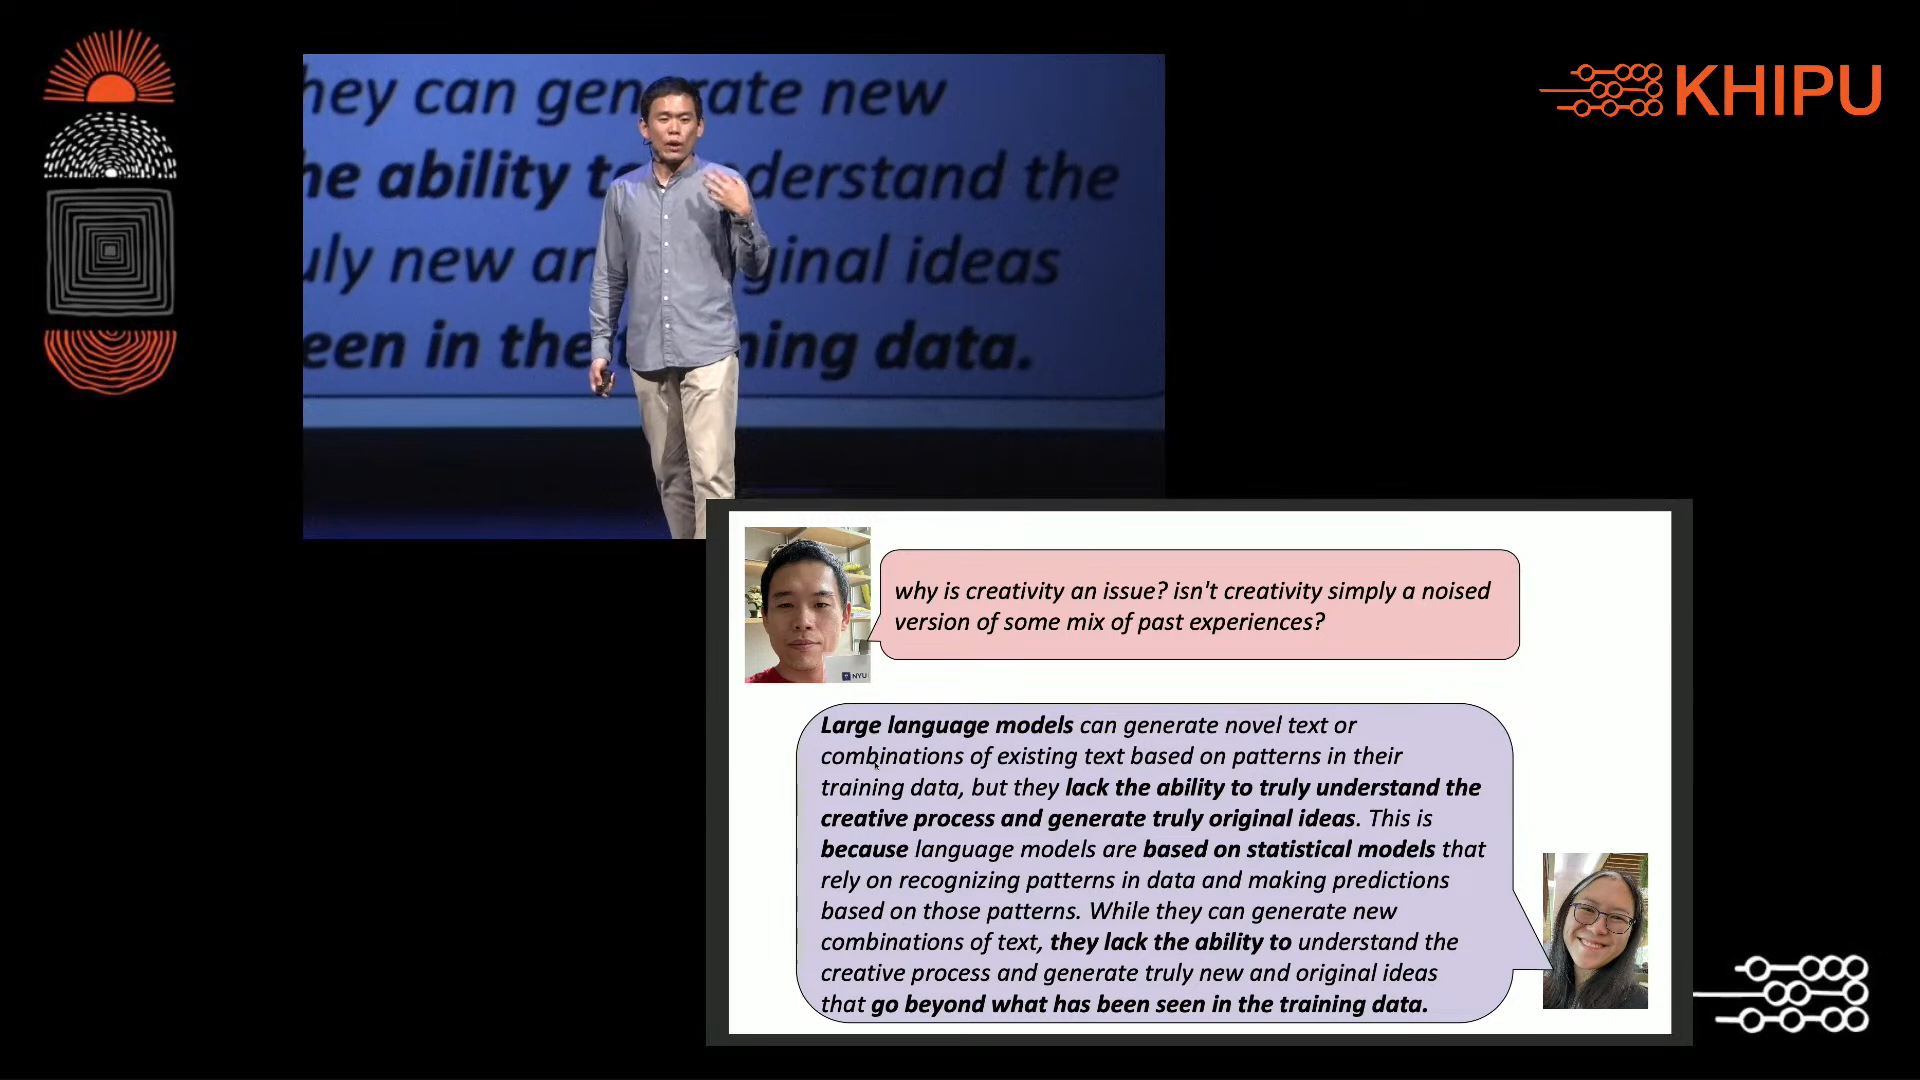 KHIPU
hey can gen rate new
he ability t derstand the
uly new an ginal ideas
een in the ning data.
why is creativity an issue? isn't creativity simply a noised
version of some mix of past experiences?
NYU
Large language models can generate novel text or
combinations of existing text based on patterns in their
training data, but they lack the ability to truly understand the
creative process and generate truly original ideas. This is
because language models are based on statistical models that
rely on recognizing patterns in data and making predictions
based on those patterns. While they can generate new
combinations of text, they lack the ability to understand the
creative process and generate truly new and original ideas
that go beyond what has been seen in the training data.